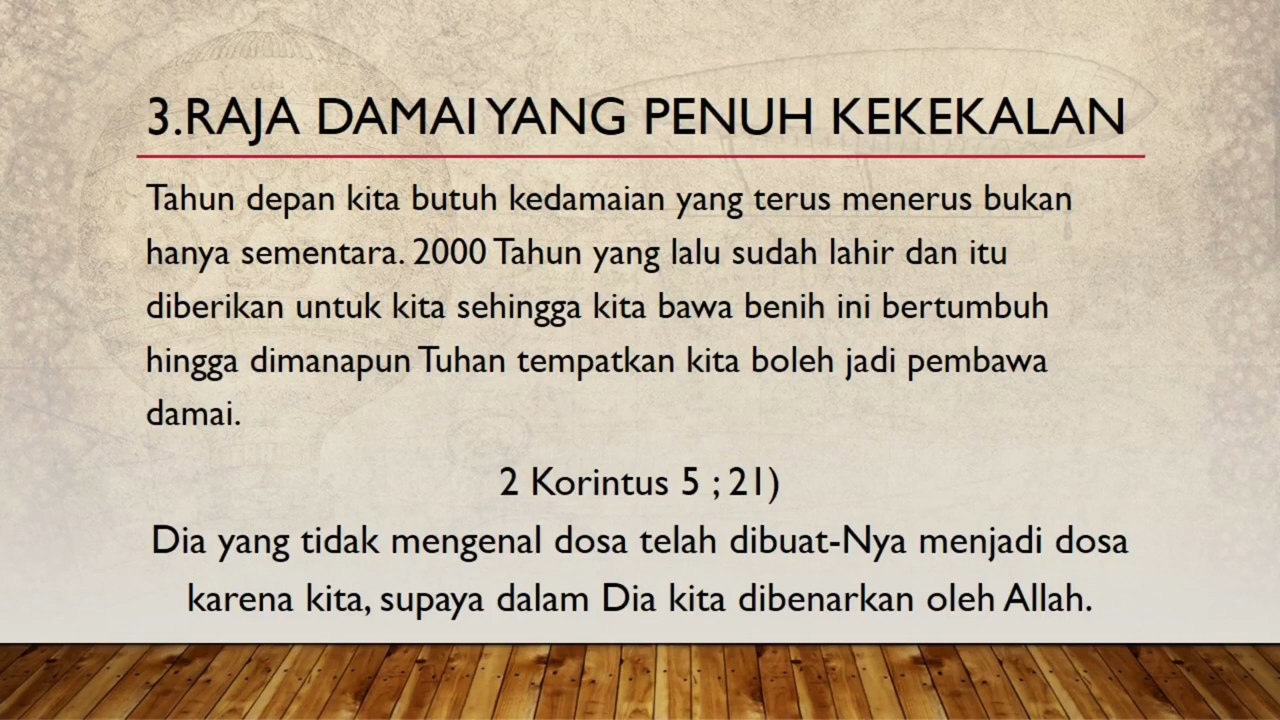 3.RAJA DAMAI YANG PENUH KEKEKALAN
Tahun depan kita butuh kedamaian yang terus menerus bukan
hanya sementara. 2000 Tahun yang lalu sudah lahir dan itu
diberikan untuk kita sehingga kita bawa benih ini bertumbuh
hingga dimanapun Tuhan tempatkan kita boleh jadi pembawa
damai.
2 Korintus 5 ; 21)
Dia yang tidak mengenal dosa telah dibuat-Nya menjadi dosa
karena kita, supaya dalam Dia kita dibenarkan oleh Allah.